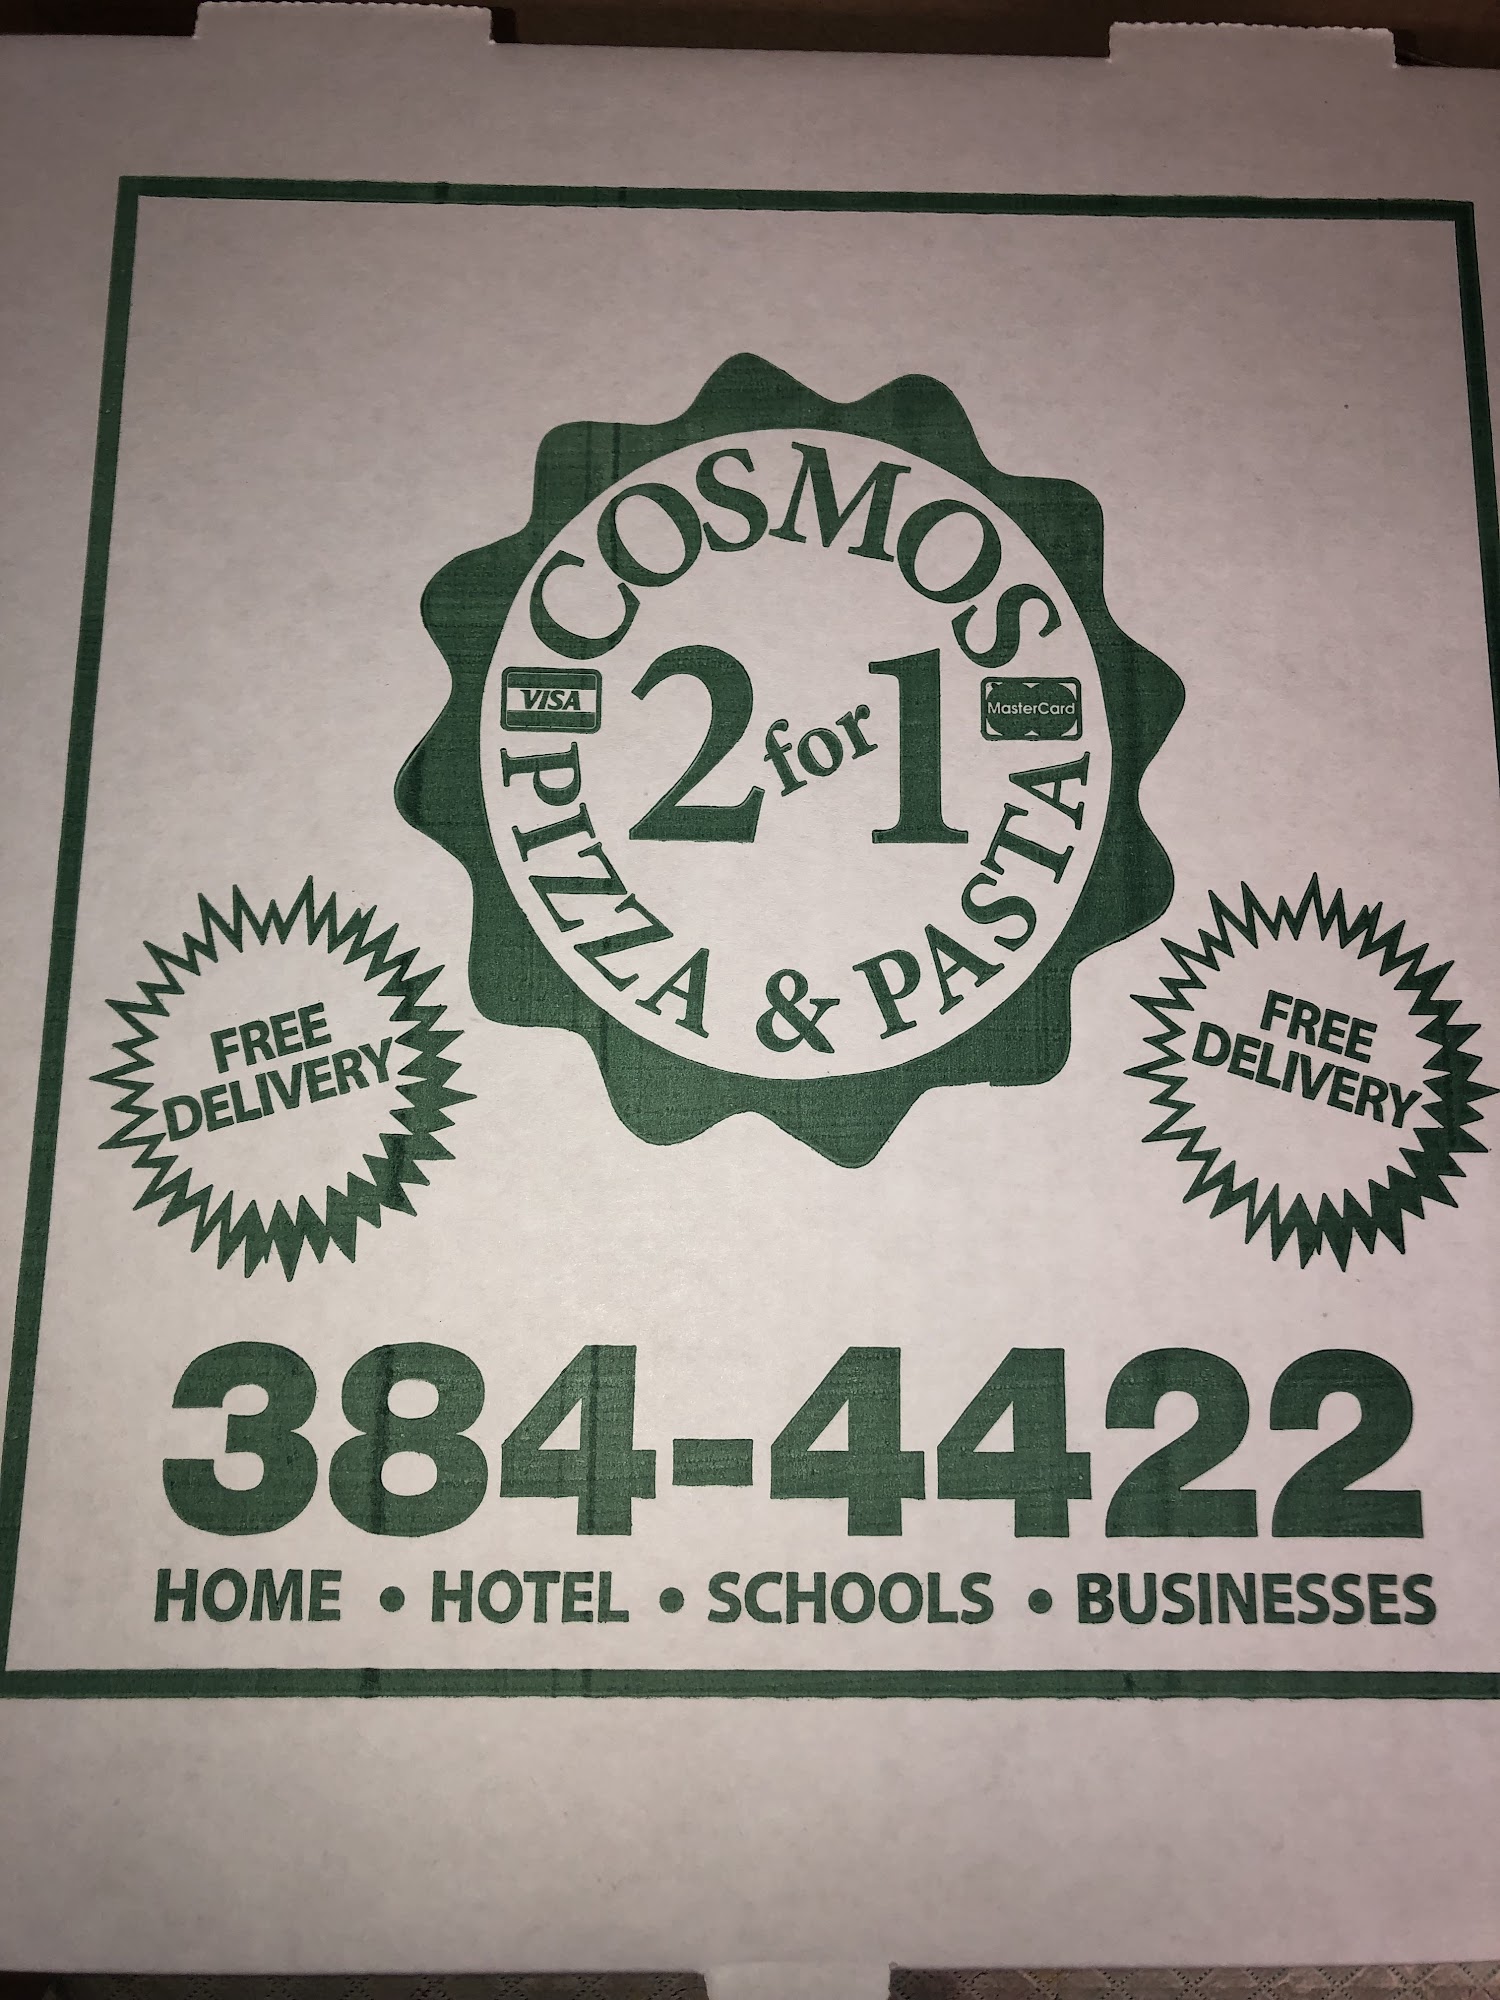 COSMOS
VISA
2 for 1
MasterCard
PIZZA & PASTA
FREE
DELIVERY
FREE
DELIVERY
384-4422
HOME • HOTEL • SCHOOLS • BUSINESSES